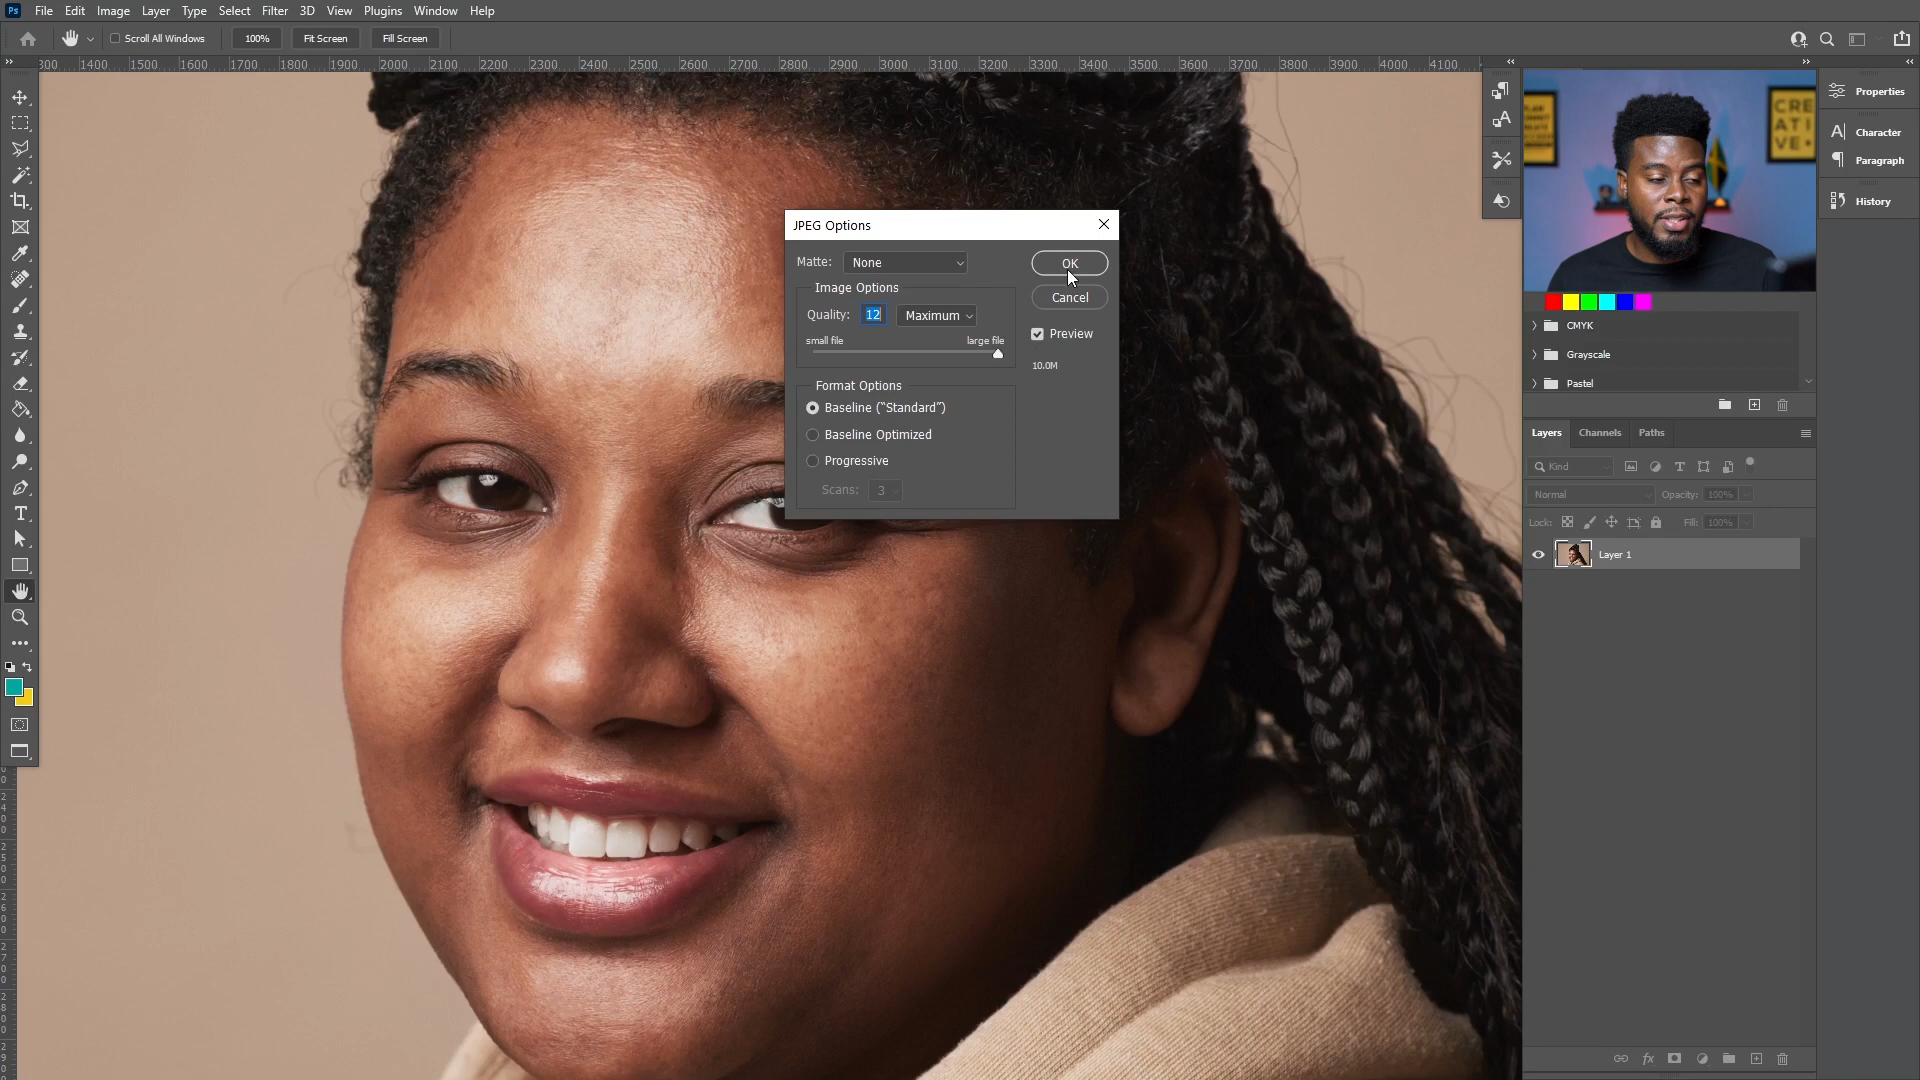 Ps File Edit Image Layer Type Select Filter 3D View Plugins Window Help
Scroll All Windows 100% Fit Screen Fill Screen
300 1400 1500 1600 1700 1800 1900 2000 2100 2200 2300 2400 2500 2600 2700 2800 2900 3000 3100 3200 3300 3400 3500 3600 3700 3800 3900 4000 4100
JPEG Options
Matte: None
OK
Cancel
Image Options
Quality: 12 Maximum
small file large file
Preview
10.0M
Format Options
Baseline (“Standard”)
Baseline Optimized
Progressive
Scans: 3
CRE
ATI
VE
Properties
Character
Paragraph
History
CMYK
Grayscale
Pastel
Layers Channels Paths
Kind
Normal Opacity: 100%
Lock: Fill: 100%
Layer 1
fx